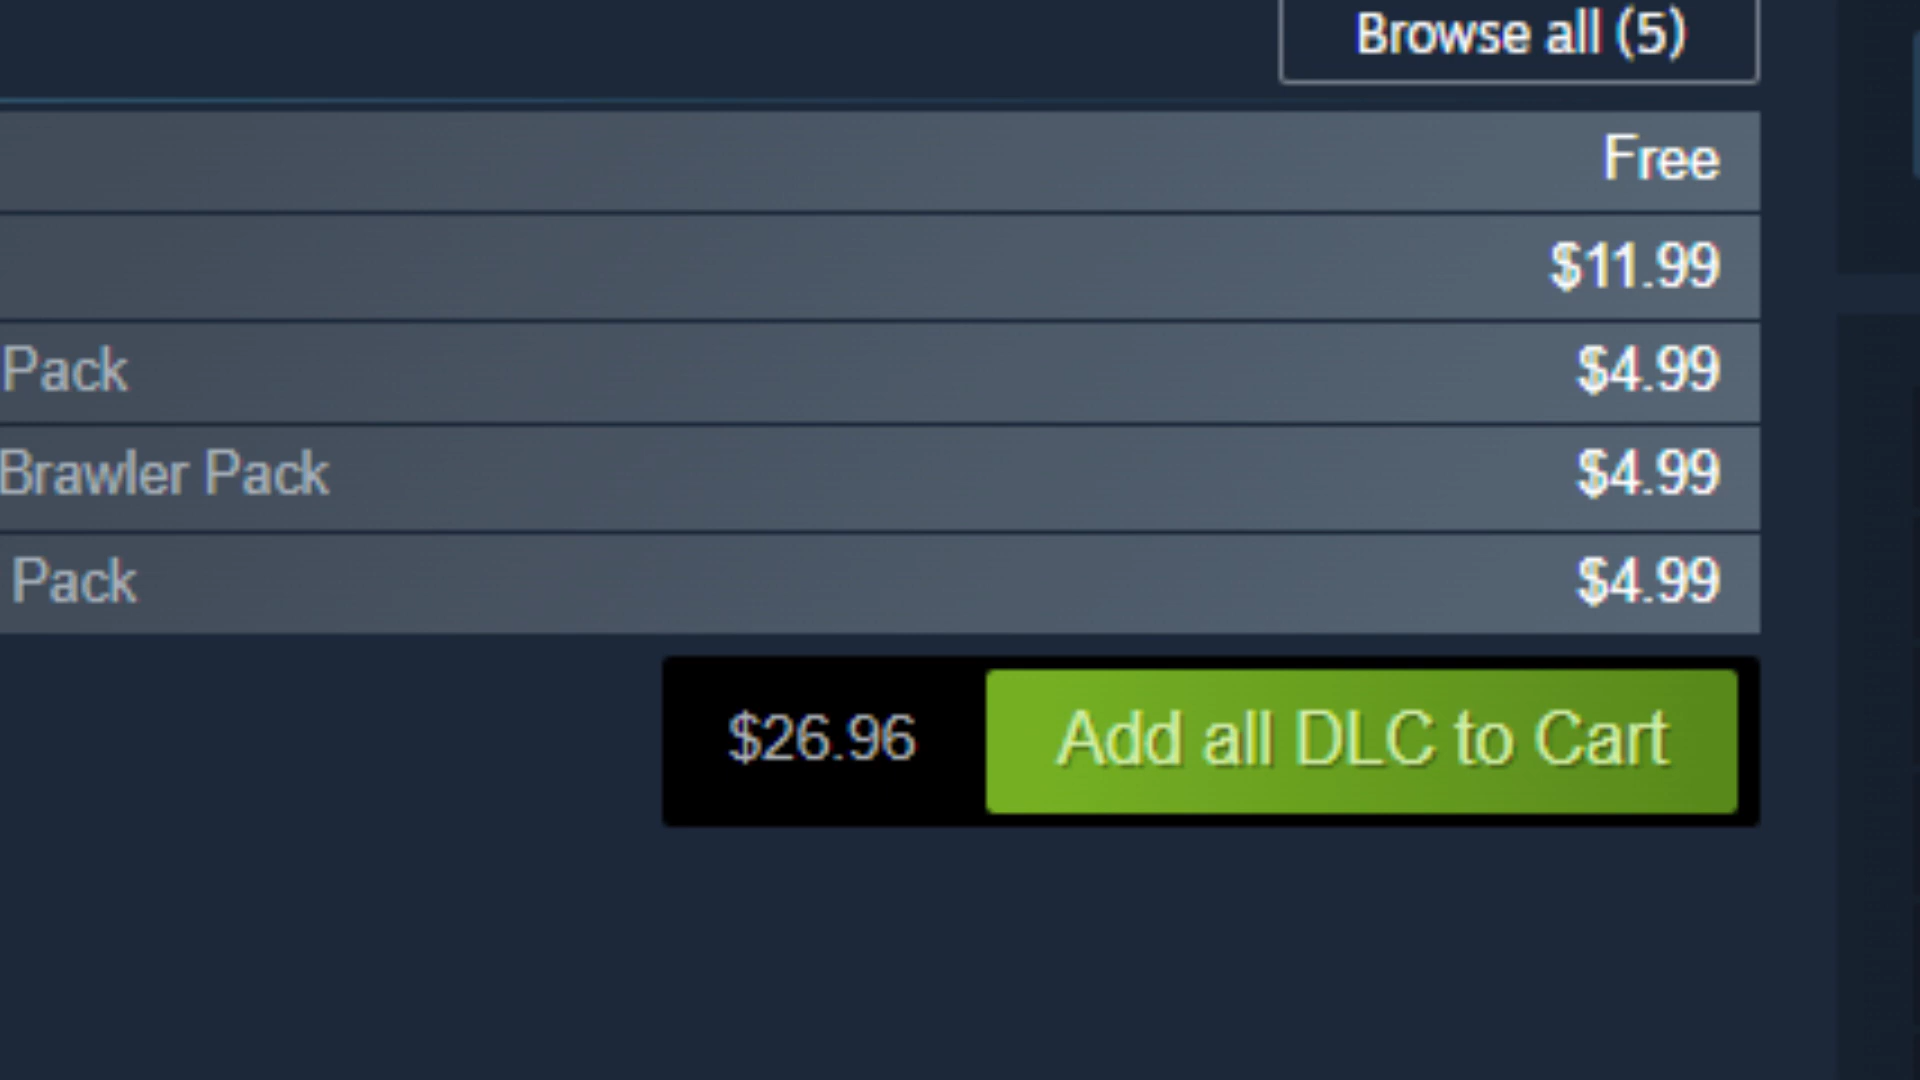 Browse all (5)
Free
$11.99
Pack $4.99
Brawler Pack $4.99
Pack $4.99
$26.96 Add all DLC to Cart